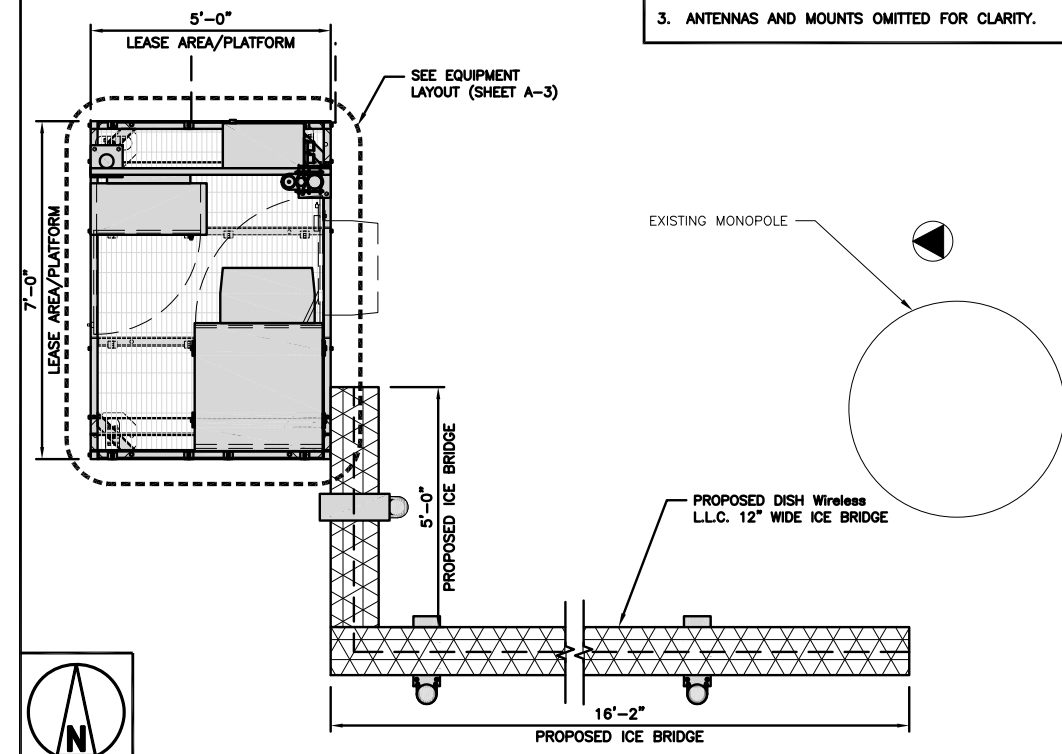 3. ANTENNAS AND MOUNTS OMITTED FOR CLARITY.
5'-0"
LEASE AREA/PLATFORM
SEE EQUIPMENT
LAYOUT (SHEET A-3)
7'-0"
LEASE AREA/PLATFORM
EXISTING MONOPOLE
5'-0"
PROPOSED ICE BRIDGE
PROPOSED DISH Wireless
L.L.C. 12" WIDE ICE BRIDGE
16'-2"
PROPOSED ICE BRIDGE
N